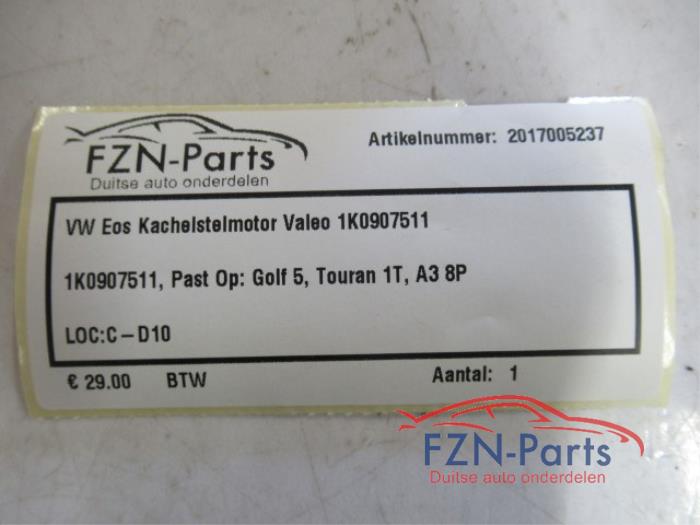 FZN-Parts
Duitse auto onderdelen
Artikelnummer: 2017005237
VW Eos Kachelstelmotor Valeo 1K0907511
1K0907511, Past Op: Golf 5, Touran 1T, A3 8P
LOC:C-D10
€ 29.00 BTW Aantal: 1
FZN-Parts
Duitse auto onderdelen